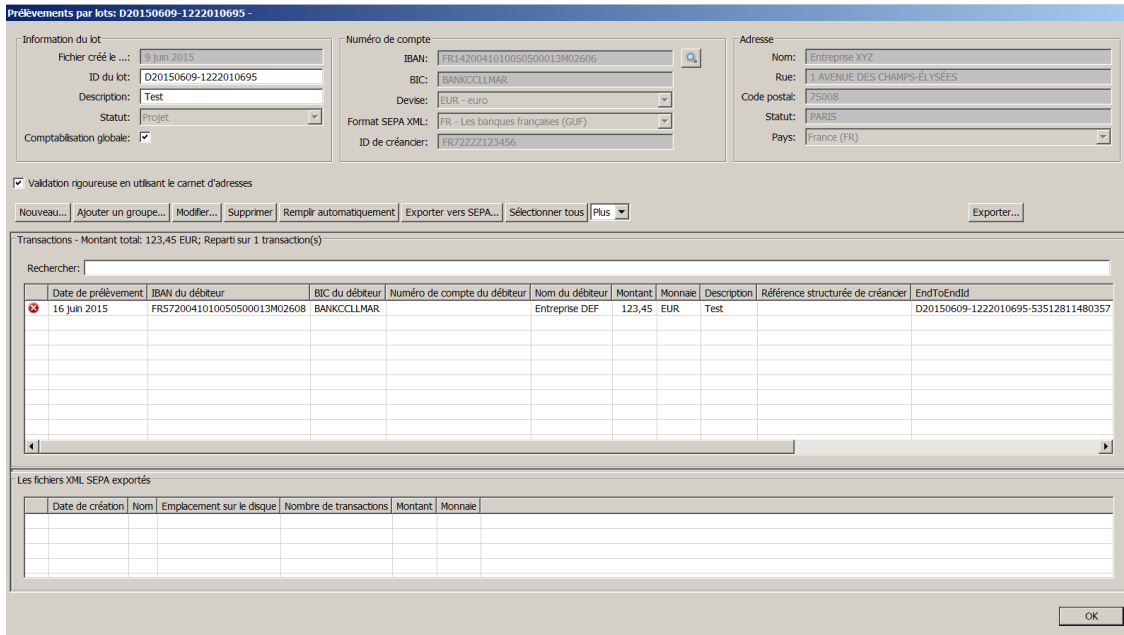 Prélèvements par lots: D20150609-1222010695 -
Information du lot
Fichier créé le ...: 9 juin 2015
ID du lot: D20150609-1222010695
Description: Test
Statut: Projet
Comptabilisation globale:
Numéro de compte
IBAN: FR1420041010050500013M02606
BIC: BANKCCLLMAR
Devise: EUR - euro
Format SEPA XML: FR - Les banques françaises (GUF)
ID de créancier: FR72ZZZ123456
Adresse
Nom: Entreprise XYZ
Rue: 1 AVENUE DES CHAMPS-ÉLYSÉES
Code postal: 75008
Statut: PARIS
Pays: France (FR)
Validation rigoureuse en utilisant le carnet d'adresses
Nouveau... Ajouter un groupe... Modifier... Supprimer Remplir automatiquement Exporter vers SEPA... Sélectionner tous Plus Exporter...
Transactions - Montant total: 123,45 EUR; Reparti sur 1 transaction(s)
Rechercher:
Date de prélèvement IBAN du débiteur BIC du débiteur Numéro de compte du débiteur Nom du débiteur Montant Monnaie Description Référence structurée de créancier EndToEndId
16 juin 2015 FR5720041010050500013M02608 BANKCCLLMAR Entreprise DEF 123,45 EUR Test D20150609-1222010695-53512811480357
Les fichiers XML SEPA exportés
Date de création Nom Emplacement sur le disque Nombre de transactions Montant Monnaie
OK